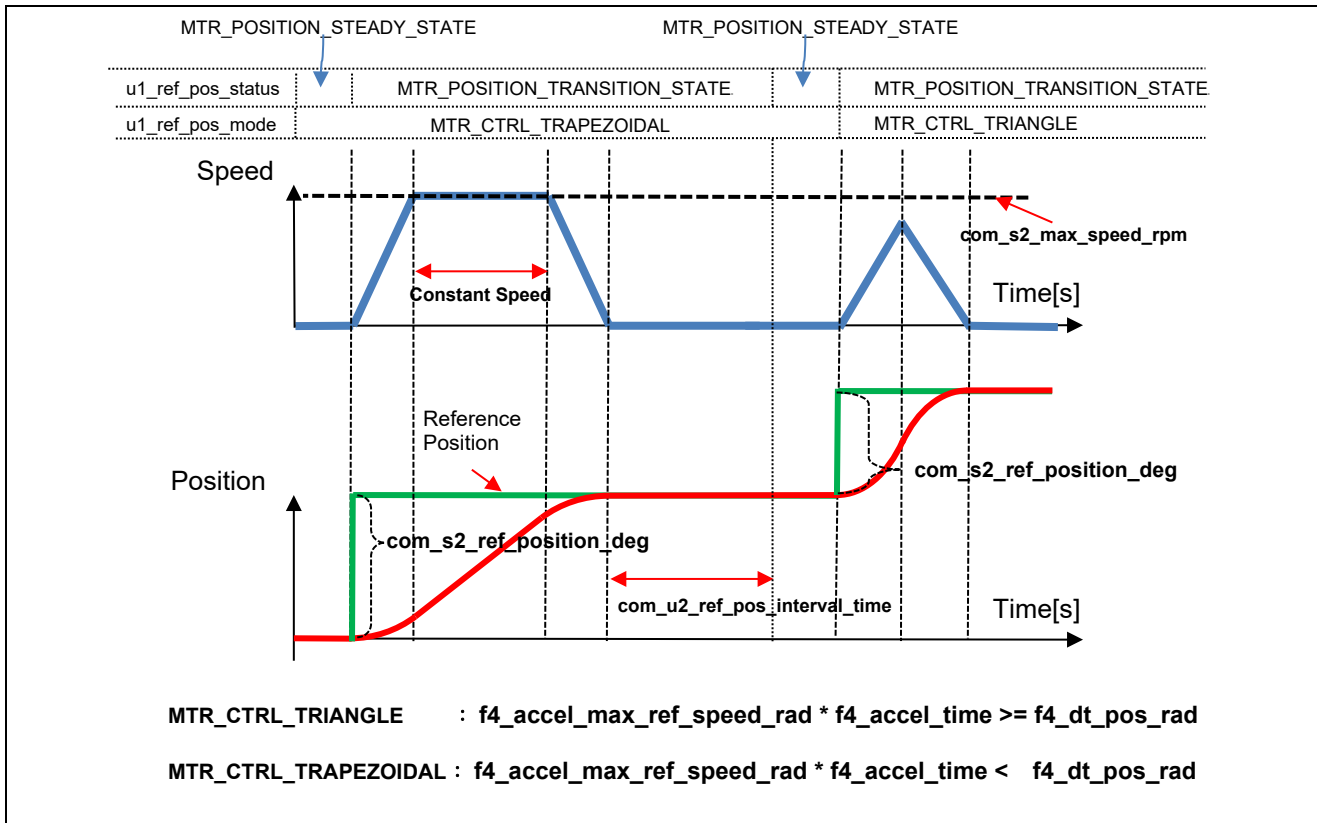 MTR_POSITION_STEADY_STATE MTR_POSITION_STEADY_STATE
u1_ref_pos_status MTR_POSITION_TRANSITION_STATE. MTR_POSITION_TRANSITION_STATE.
u1_ref_pos_mode MTR_CTRL_TRAPEZOIDAL MTR_CTRL_TRIANGLE
Speed
com_s2_max_speed_rpm
Constant Speed
Time[s]
Reference
Position
Position
com_s2_ref_position_deg
com_s2_ref_position_deg
com_u2_ref_pos_interval_time
Time[s]
MTR_CTRL_TRIANGLE : f4_accel_max_ref_speed_rad * f4_accel_time >= f4_dt_pos_rad
MTR_CTRL_TRAPEZOIDAL : f4_accel_max_ref_speed_rad * f4_accel_time < f4_dt_pos_rad